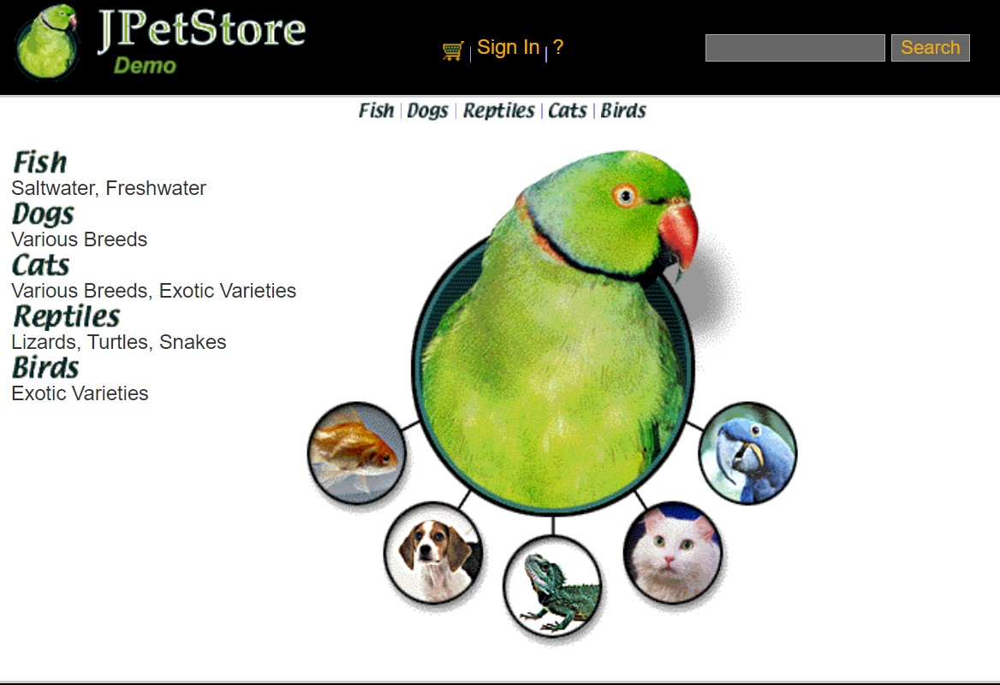 JPetStore
Demo
Sign In | ?
Search
Fish | Dogs | Reptiles | Cats | Birds
Fish
Saltwater, Freshwater
Dogs
Various Breeds
Cats
Various Breeds, Exotic Varieties
Reptiles
Lizards, Turtles, Snakes
Birds
Exotic Varieties